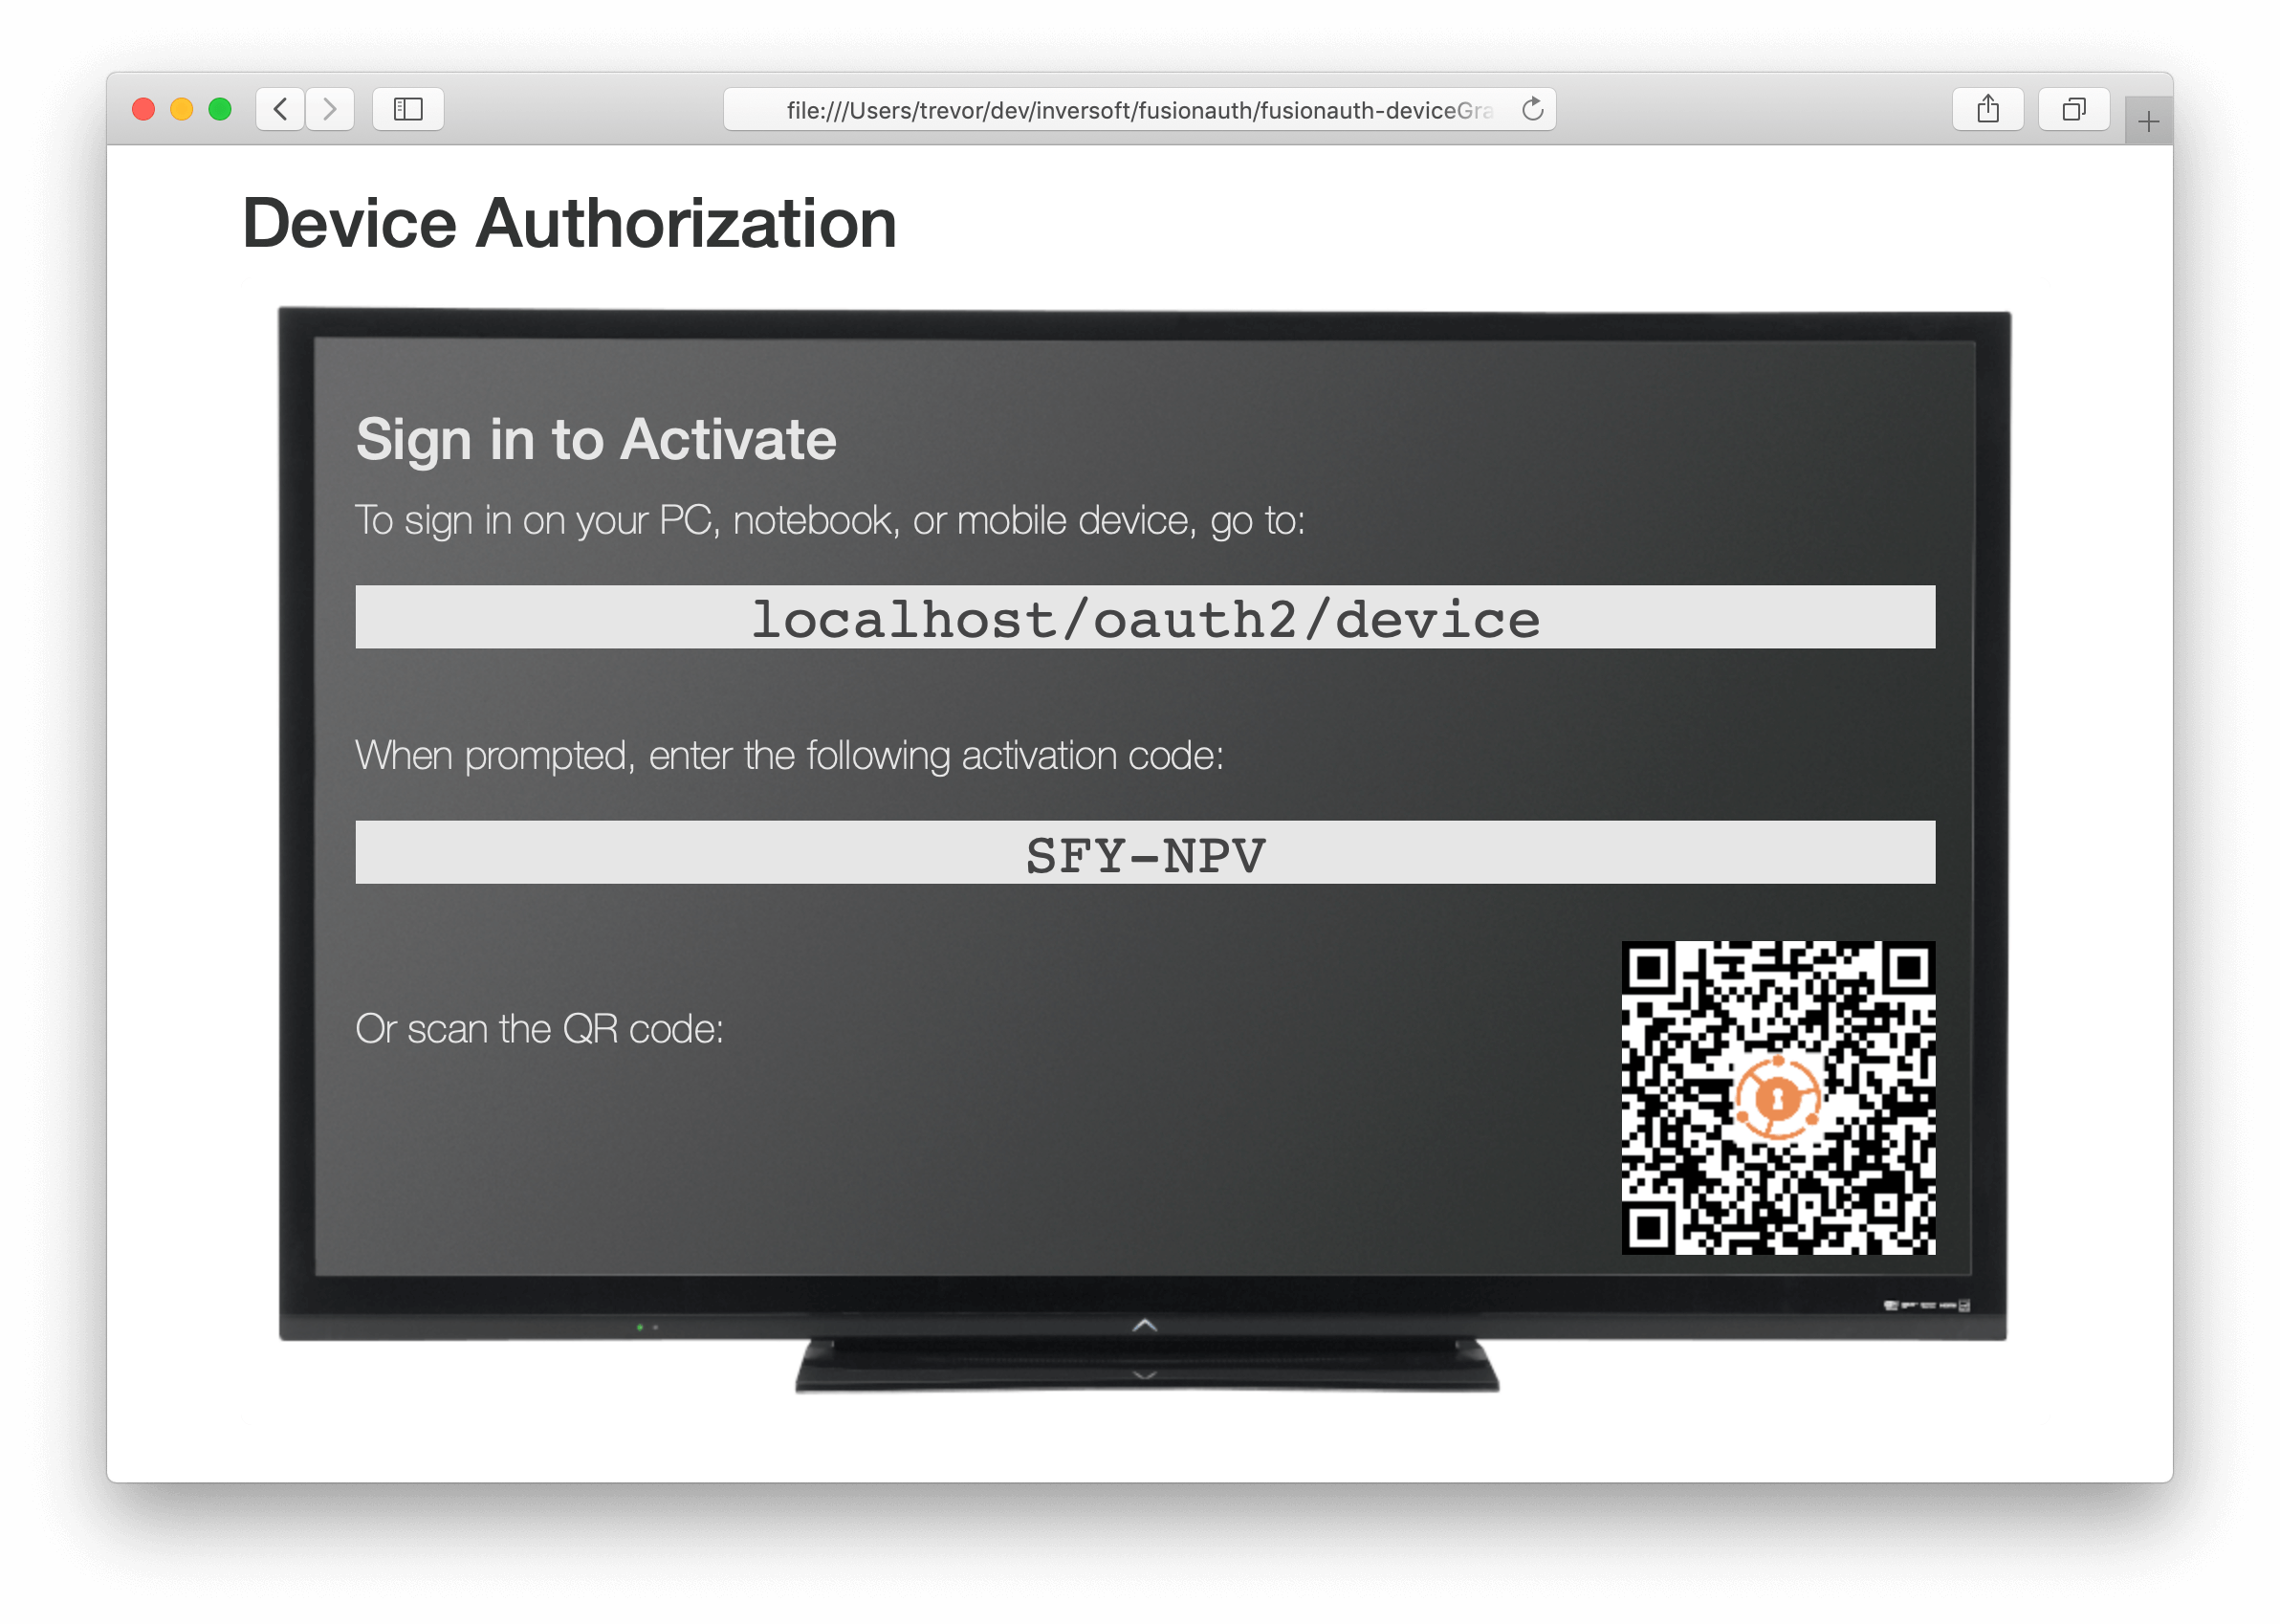 file:///Users/trevor/dev/inversoft/fusionauth/fusionauth-deviceGra
Device Authorization
Sign in to Activate
To sign in on your PC, notebook, or mobile device, go to:
localhost/oauth2/device
When prompted, enter the following activation code:
SFY-NPV
Or scan the QR code: